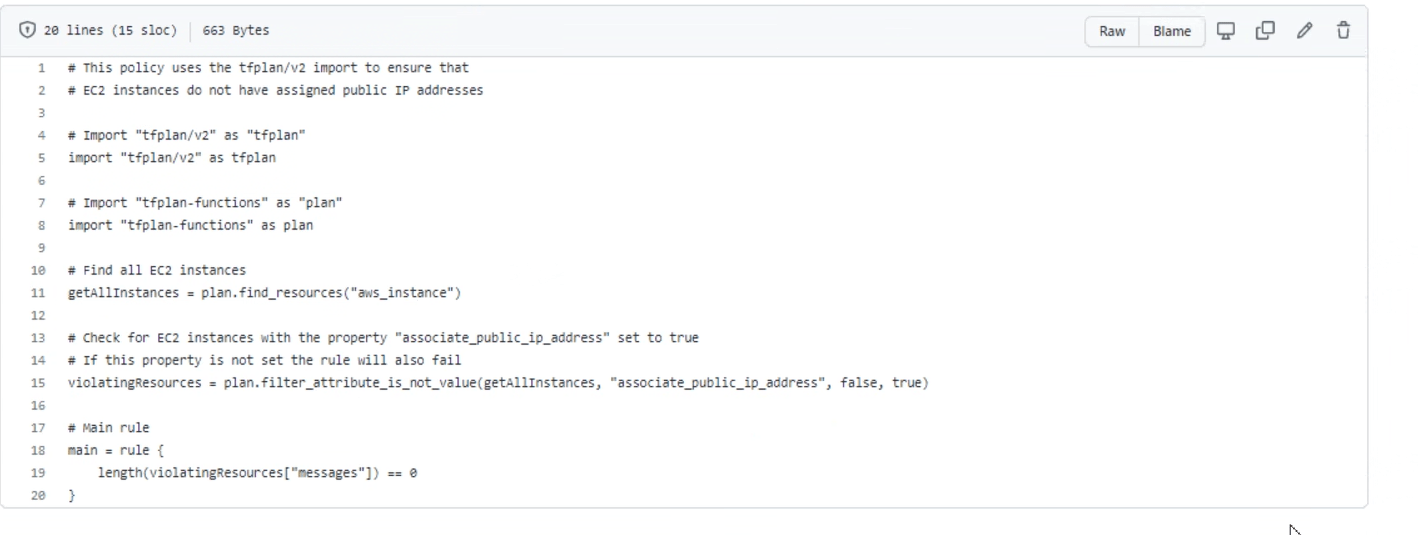 20 lines (15 sloc) 663 Bytes Raw Blame
1 # This policy uses the tfplan/v2 import to ensure that
2 # EC2 instances do not have assigned public IP addresses
3
4 # Import "tfplan/v2" as "tfplan"
5 import "tfplan/v2" as tfplan
6
7 # Import "tfplan-functions" as "plan"
8 import "tfplan-functions" as plan
9
10 # Find all EC2 instances
11 getAllInstances = plan.find_resources("aws_instance")
12
13 # Check for EC2 instances with the property "associate_public_ip_address" set to true
14 # If this property is not set the rule will also fail
15 violatingResources = plan.filter_attribute_is_not_value(getAllInstances, "associate_public_ip_address", false, true)
16
17 # Main rule
18 main = rule {
19     length(violatingResources["messages"]) == 0
20 }